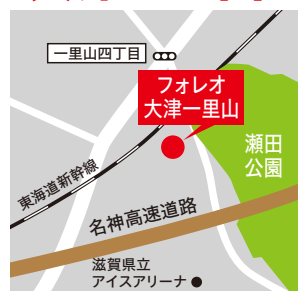 一里山四丁目
フォレオ
大津一里山
瀬田
公園
東海道新幹線
名神高速道路
滋賀県立
アイスアリーナ